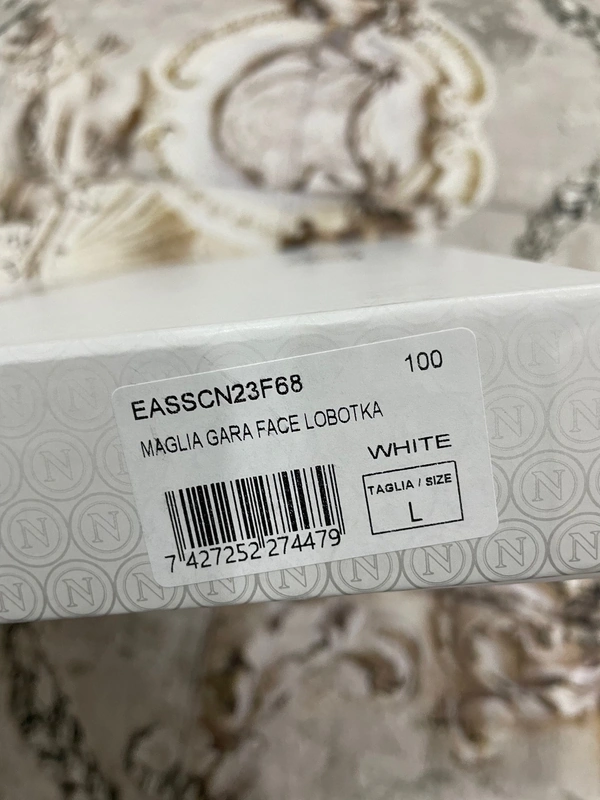 EASSCN23F68
100
MAGLIA GARA FACE LOBOTKA
WHITE
TAGLIA / SIZE
L
7 427252 274479